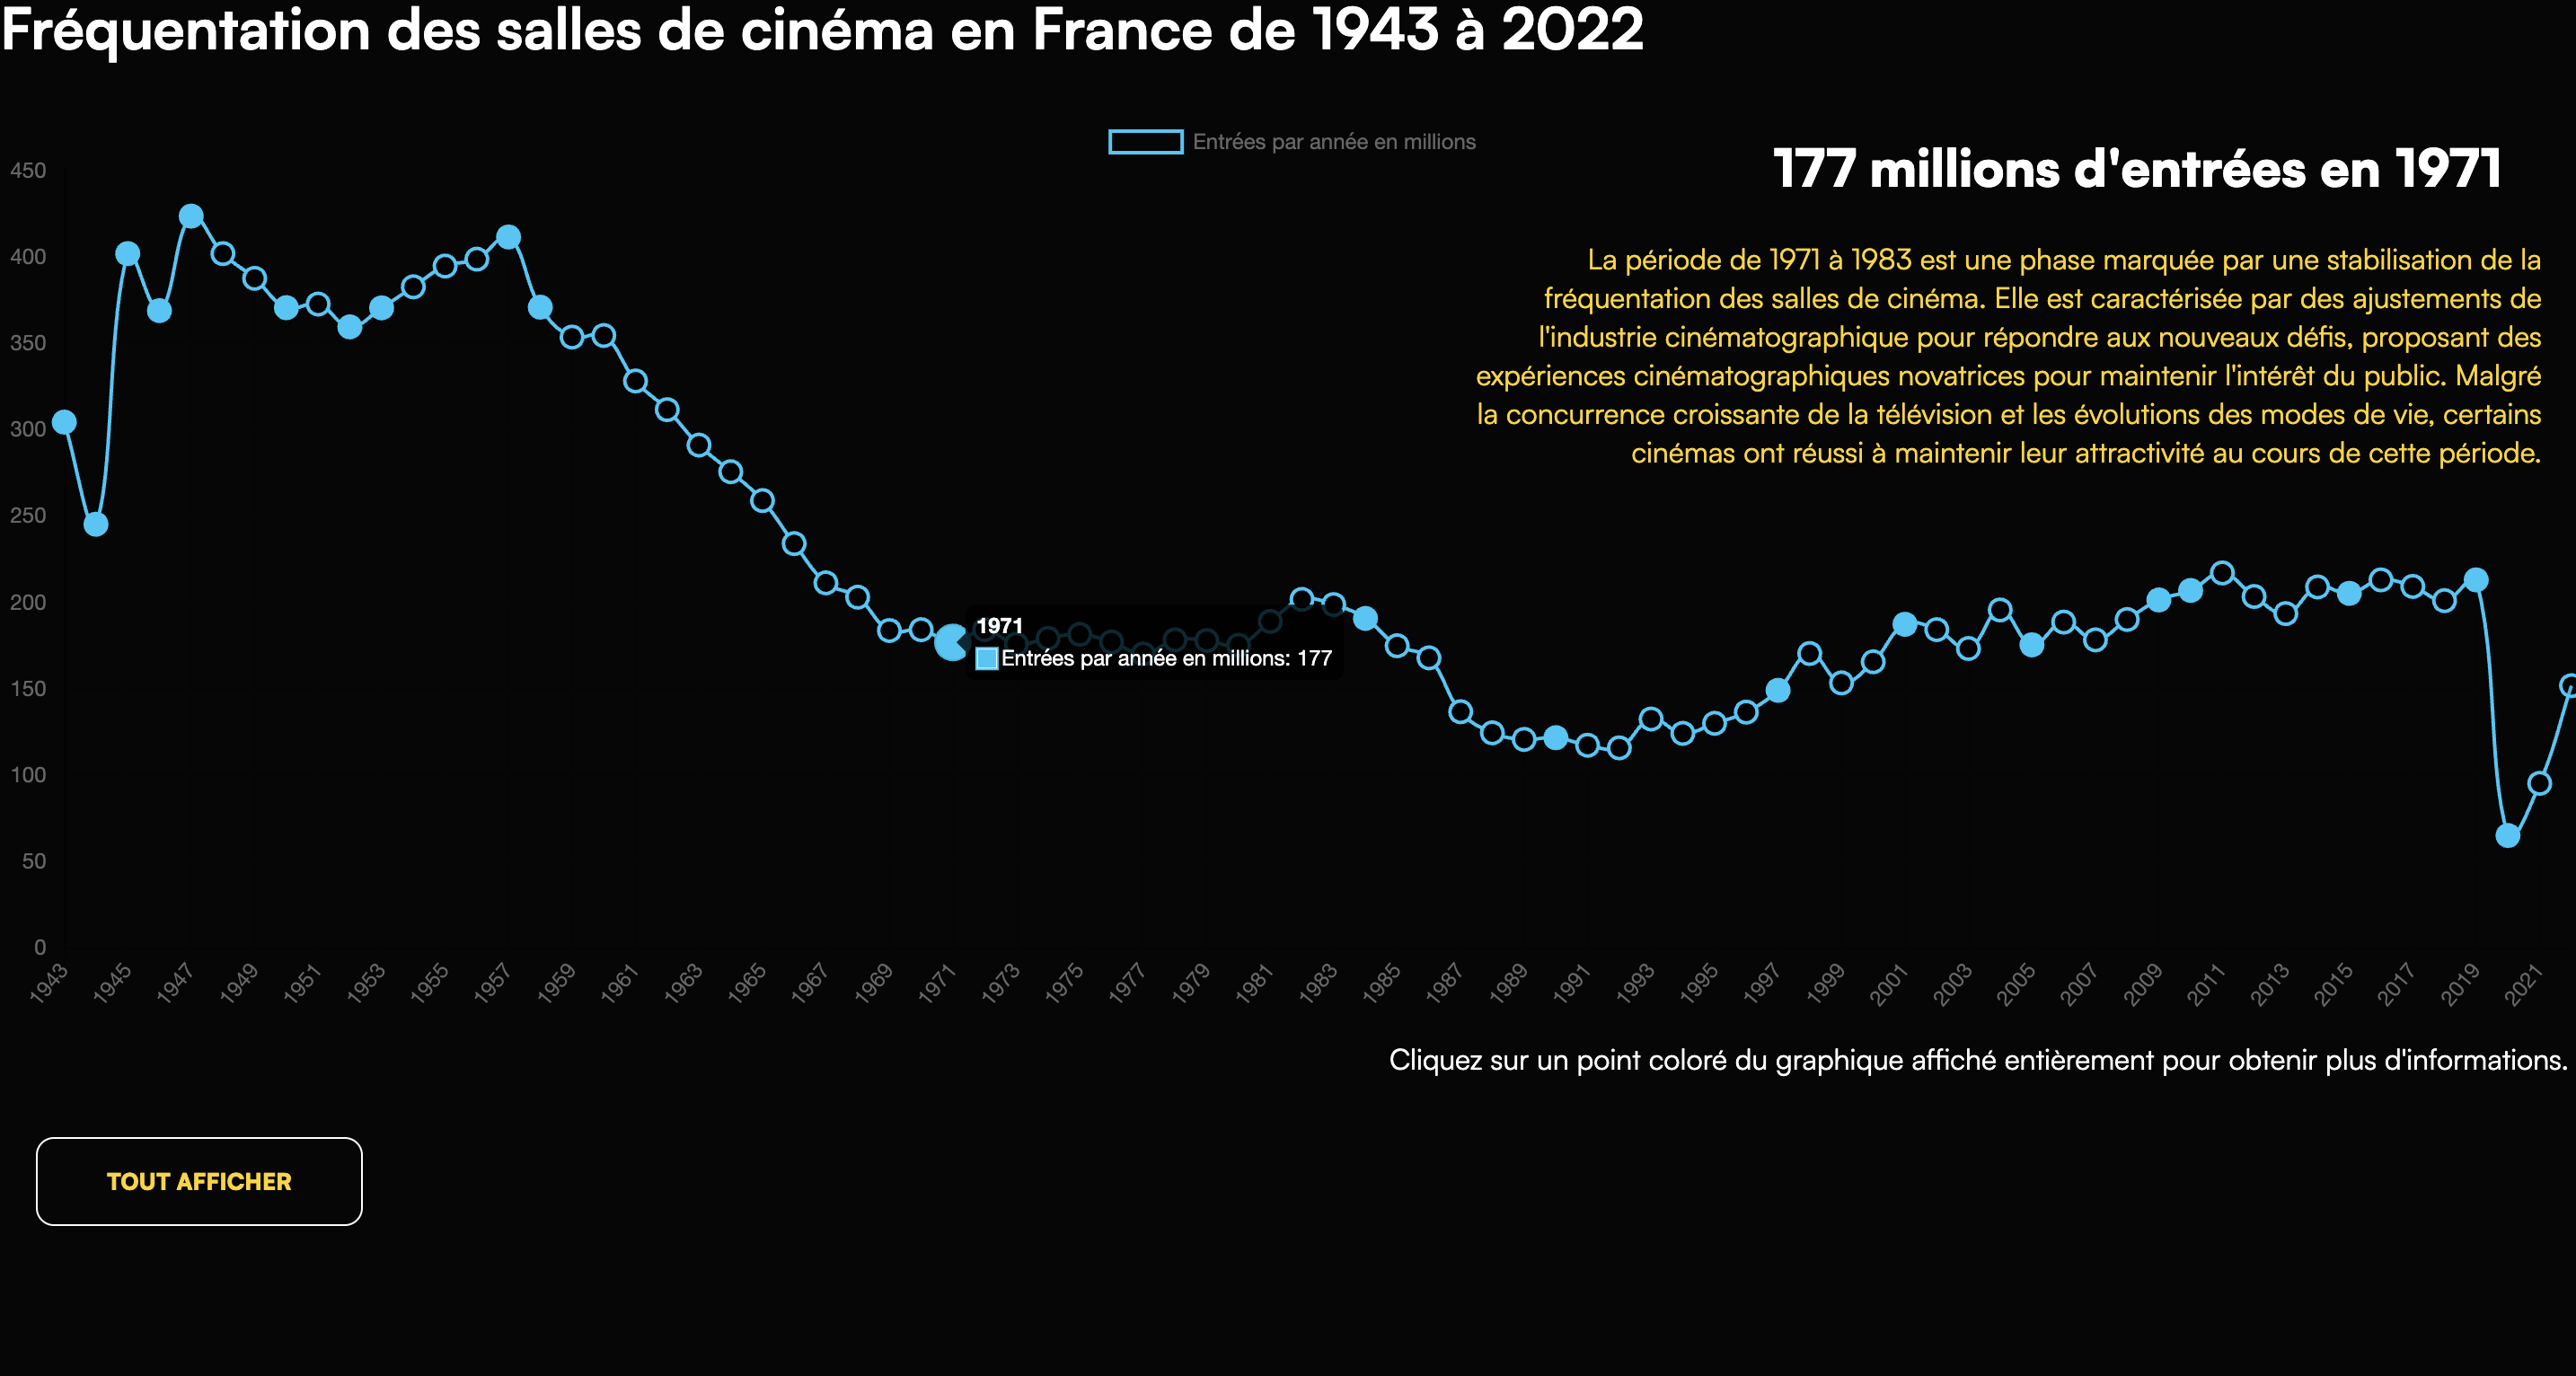 Fréquentation des salles de cinéma en France de 1943 à 2022
Entrées par année en millions
177 millions d'entrées en 1971
La période de 1971 à 1983 est une phase marquée par une stabilisation de la
fréquentation des salles de cinéma. Elle est caractérisée par des ajustements de
l'industrie cinématographique pour répondre aux nouveaux défis, proposant des
expériences cinématographiques novatrices pour maintenir l'intérêt du public. Malgré
la concurrence croissante de la télévision et les évolutions des modes de vie, certains
cinémas ont réussi à maintenir leur attractivité au cours de cette période.
450
400
350
300
250
200
150
100
50
0
1971
Entrées par année en millions: 177
1943 1945 1947 1949 1951 1953 1955 1957 1959 1961 1963 1965 1967 1969 1971 1973 1975 1977 1979 1981 1983 1985 1987 1989 1991 1993 1995 1997 1999 2001 2003 2005 2007 2009 2011 2013 2015 2017 2019 2021
Cliquez sur un point coloré du graphique affiché entièrement pour obtenir plus d'informations.
TOUT AFFICHER